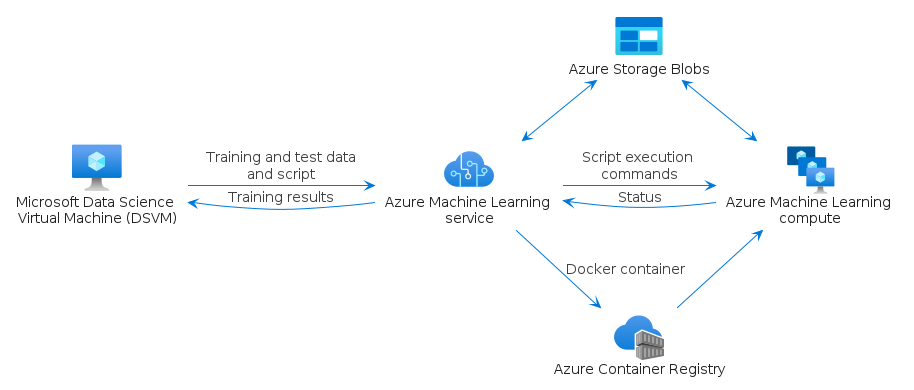 Azure Storage Blobs
Training and test data
and script
Training results
Script execution
commands
Status
Microsoft Data Science
Virtual Machine (DSVM)
Azure Machine Learning
service
Azure Machine Learning
compute
Docker container
Azure Container Registry